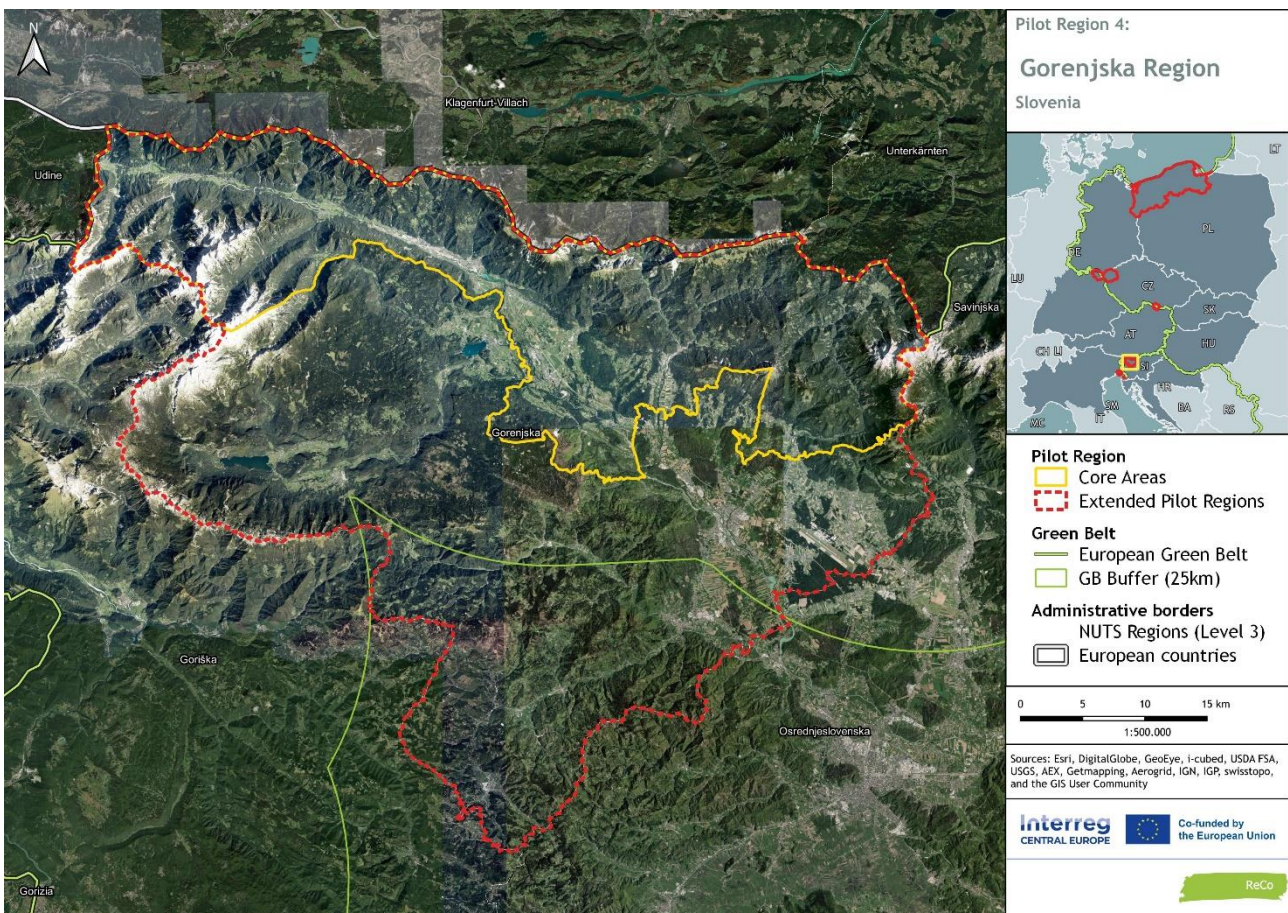 N
Klagenfurt-Villach
Unterkärnten
Udine
Savinjska
Gorenjska
Goriška
Osrednjeslovenska
Gorizia
Pilot Region 4:
Gorenjska Region
Slovenia
LT
PL
DE
LU
CZ
SK
AT
HU
CH LI
SI
HR
SM
BA
RS
MC
IT
Pilot Region
Core Areas
Extended Pilot Regions
Green Belt
European Green Belt
GB Buffer (25km)
Administrative borders
NUTS Regions (Level 3)
European countries
0 5 10 15 km
1:500.000
Sources: Esri, DigitalGlobe, GeoEye, i-cubed, USDA FSA,
USGS, AEX, Getmapping, Aerogrid, IGN, IGP, swisstopo,
and the GIS User Community
Interreg
CENTRAL EUROPE
Co-funded by
the European Union
ReCo